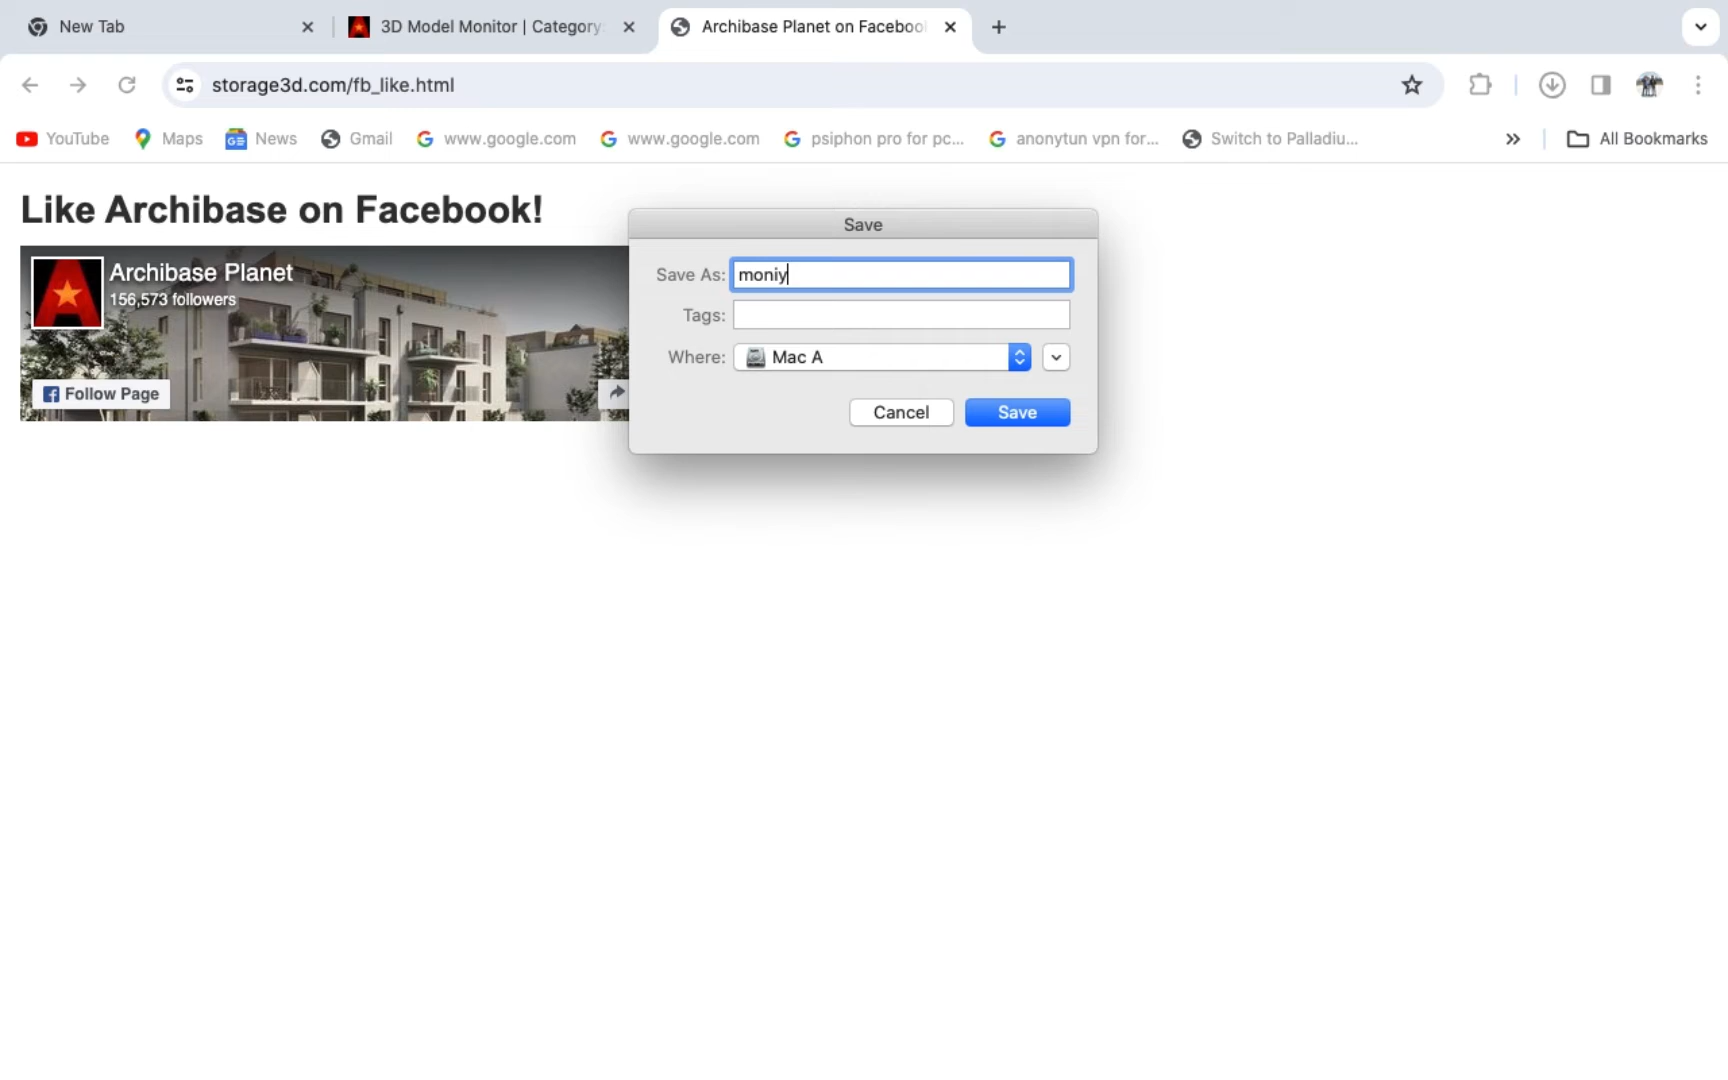 New Tab
3D Model Monitor | Category
Archibase Planet on Facebool
storage3d.com/fb_like.html
YouTube
Maps
News
Gmail
www.google.com
www.google.com
psiphon pro for pc...
anonytun vpn for...
Switch to Palladiu...
All Bookmarks
Like Archibase on Facebook!
Archibase Planet
156,573 followers
Follow Page
Save
Save As: moniy
Tags:
Where: Mac A
Cancel
Save